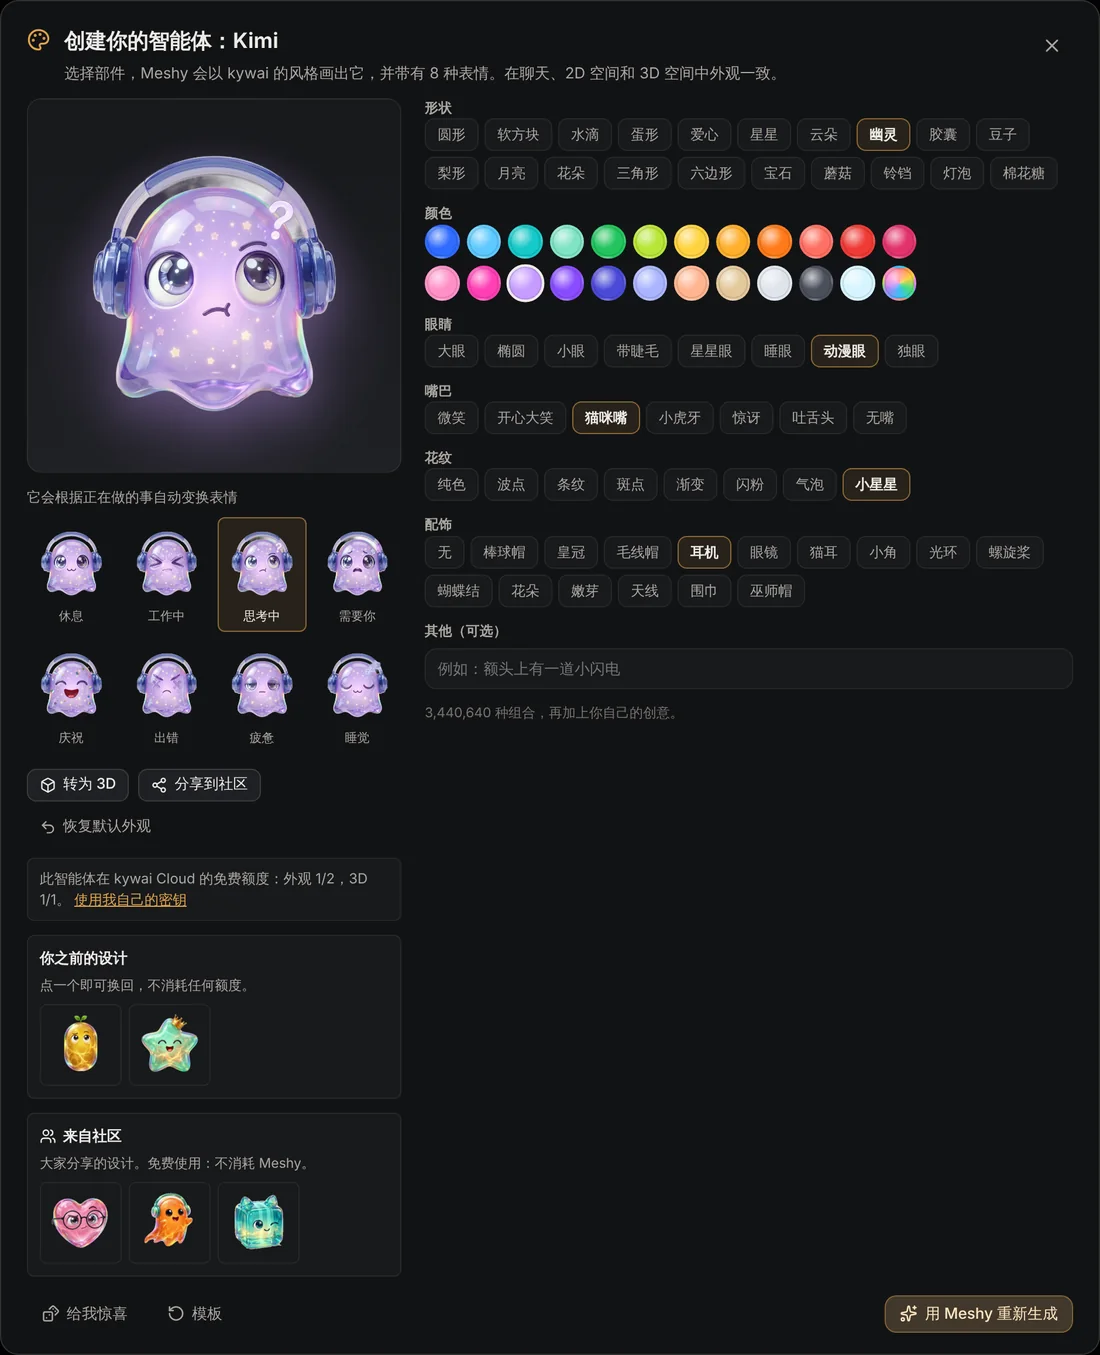 创建你的智能体：Kimi
选择部件，Meshy 会以 kywai 的风格画出它，并带有 8 种表情。在聊天、2D 空间和 3D 空间中外观一致。
?
它会根据正在做的事自动变换表情
休息 工作中 思考中 需要你
庆祝 出错 疲惫 睡觉
转为 3D 分享到社区
恢复默认外观
此智能体在 kywai Cloud 的免费额度：外观 1/2，3D
1/1。 使用我自己的密钥
你之前的设计
点一个即可换回，不消耗任何额度。
来自社区
大家分享的设计。免费使用：不消耗 Meshy。
形状
圆形 软方块 水滴 蛋形 爱心 星星 云朵 幽灵 胶囊 豆子
梨形 月亮 花朵 三角形 六边形 宝石 蘑菇 铃铛 灯泡 棉花糖
颜色
眼睛
大眼 椭圆 小眼 带睫毛 星星眼 睡眼 动漫眼 独眼
嘴巴
微笑 开心大笑 猫咪嘴 小虎牙 惊讶 吐舌头 无嘴
花纹
纯色 波点 条纹 斑点 渐变 闪粉 气泡 小星星
配饰
无 棒球帽 皇冠 毛线帽 耳机 眼镜 猫耳 小角 光环 螺旋桨
蝴蝶结 花朵 嫩芽 天线 围巾 巫师帽
其他（可选）
例如：额头上有一道小闪电
3,440,640 种组合，再加上你自己的创意。
给我惊喜 模板
用 Meshy 重新生成